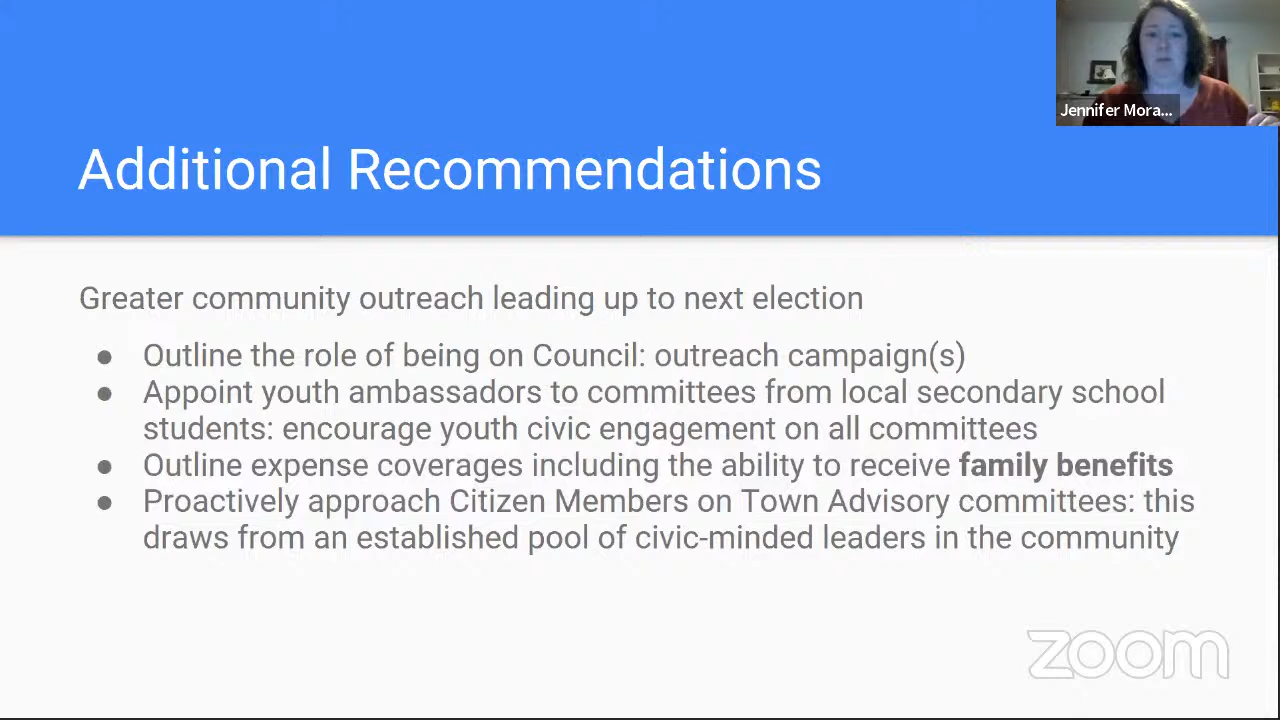 Jennifer Mora...
Additional Recommendations
Greater community outreach leading up to next election
● Outline the role of being on Council: outreach campaign(s)
● Appoint youth ambassadors to committees from local secondary school
students: encourage youth civic engagement on all committees
● Outline expense coverages including the ability to receive family benefits
● Proactively approach Citizen Members on Town Advisory committees: this
draws from an established pool of civic-minded leaders in the community
zoom